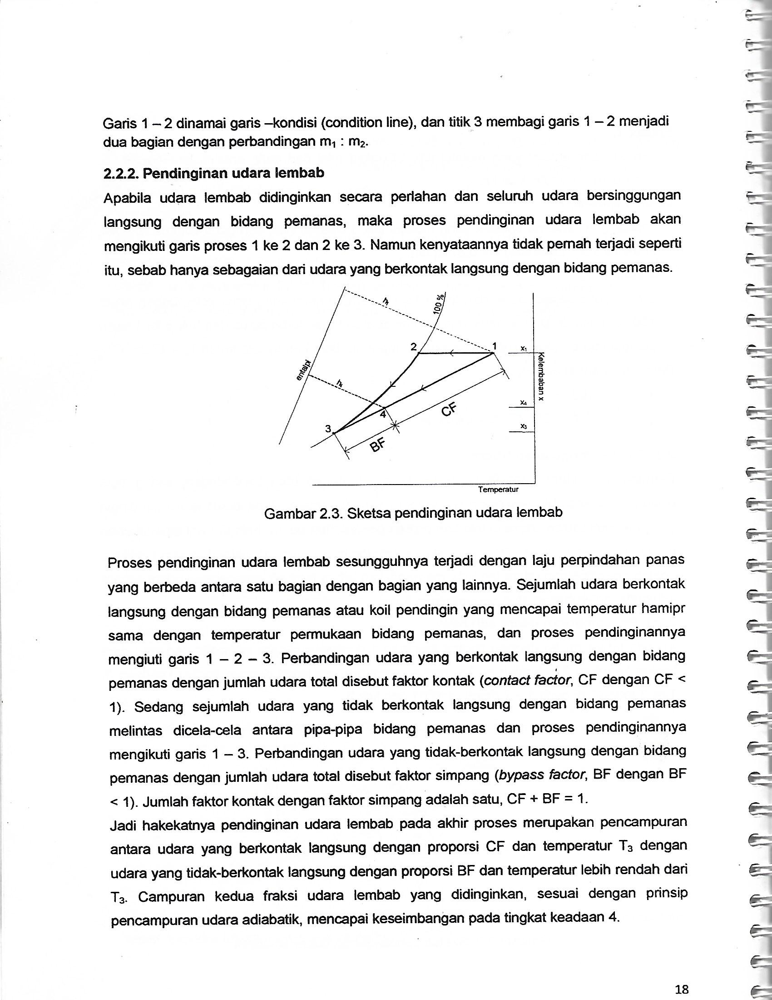 Garis 1 – 2 dinamai garis –kondisi (condition line), dan titik 3 membagi garis 1 – 2 menjadi
dua bagian dengan perbandingan m₁ : m₂.
2.2.2. Pendinginan udara lembab
Apabila udara lembab didinginkan secara perlahan dan seluruh udara bersinggungan
langsung dengan bidang pemanas, maka proses pendinginan udara lembab akan
mengikuti garis proses 1 ke 2 dan 2 ke 3. Namun kenyataannya tidak pernah terjadi seperti
itu, sebab hanya sebagaian dari udara yang berkontak langsung dengan bidang pemanas.
100 %
2
1
x₁
Kelembaban x
entalpi
x₄
CF
4
3
x₃
BF
Temperatur
Gambar 2.3. Sketsa pendinginan udara lembab
Proses pendinginan udara lembab sesungguhnya terjadi dengan laju perpindahan panas
yang berbeda antara satu bagian dengan bagian yang lainnya. Sejumlah udara berkontak
langsung dengan bidang pemanas atau koil pendingin yang mencapai temperatur hamipr
sama dengan temperatur permukaan bidang pemanas, dan proses pendinginannya
mengiuti garis 1 – 2 – 3. Perbandingan udara yang berkontak langsung dengan bidang
pemanas dengan jumlah udara total disebut faktor kontak (contact factor, CF dengan CF <
1). Sedang sejumlah udara yang tidak berkontak langsung dengan bidang pemanas
melintas dicela-cela antara pipa-pipa bidang pemanas dan proses pendinginannya
mengikuti garis 1 – 3. Perbandingan udara yang tidak-berkontak langsung dengan bidang
pemanas dengan jumlah udara total disebut faktor simpang (bypass factor, BF dengan BF
< 1). Jumlah faktor kontak dengan faktor simpang adalah satu, CF + BF = 1.
Jadi hakekatnya pendinginan udara lembab pada akhir proses merupakan pencampuran
antara udara yang berkontak langsung dengan proporsi CF dan temperatur T₃ dengan
udara yang tidak-berkontak langsung dengan proporsi BF dan temperatur lebih rendah dari
T₃. Campuran kedua fraksi udara lembab yang didinginkan, sesuai dengan prinsip
pencampuran udara adiabatik, mencapai keseimbangan pada tingkat keadaan 4.
18